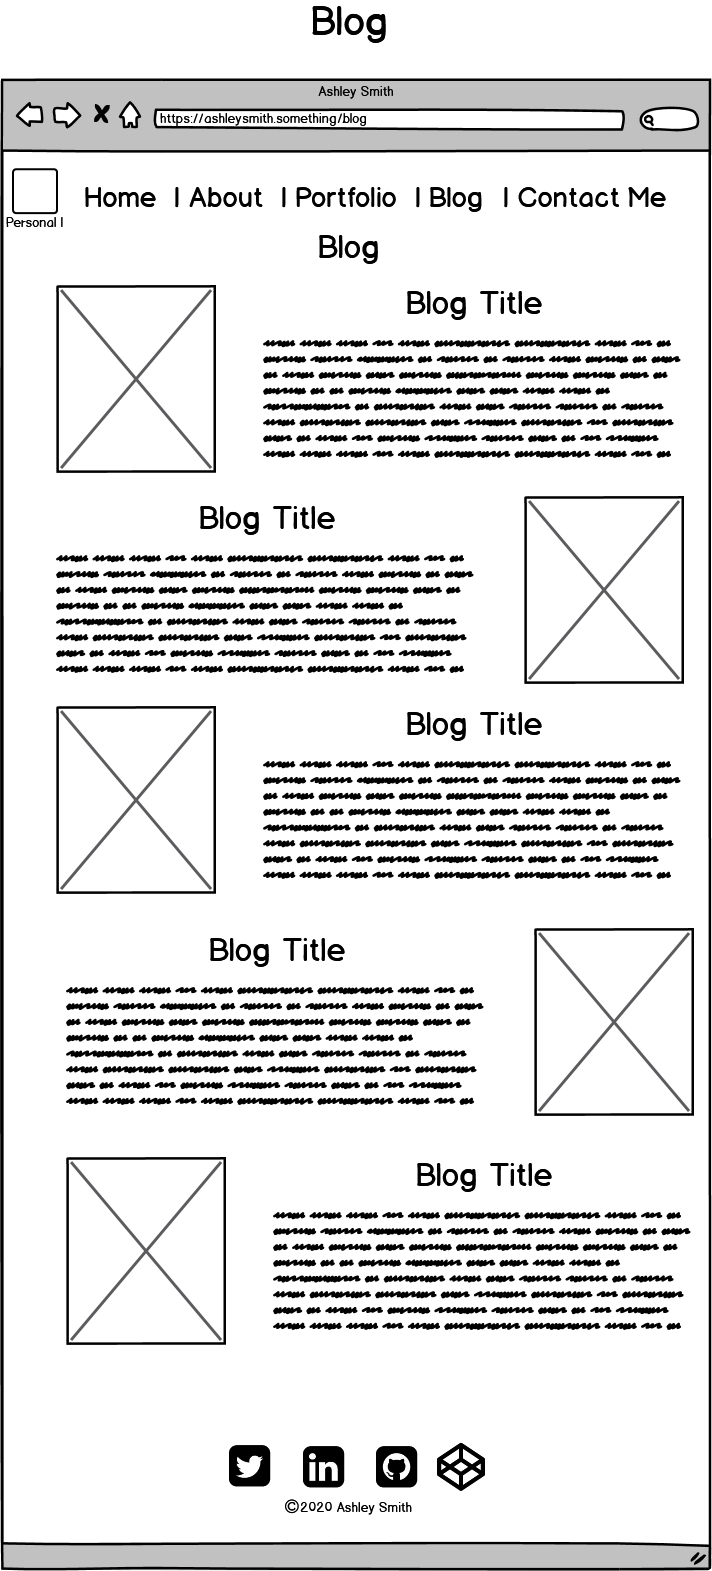 Blog
Ashley Smith
https://ashleysmith.something/blog
Home | About | Portfolio | Blog | Contact Me
Personal l
Blog
Blog Title
Blog Title
Blog Title
Blog Title
Blog Title
in
©2020 Ashley Smith